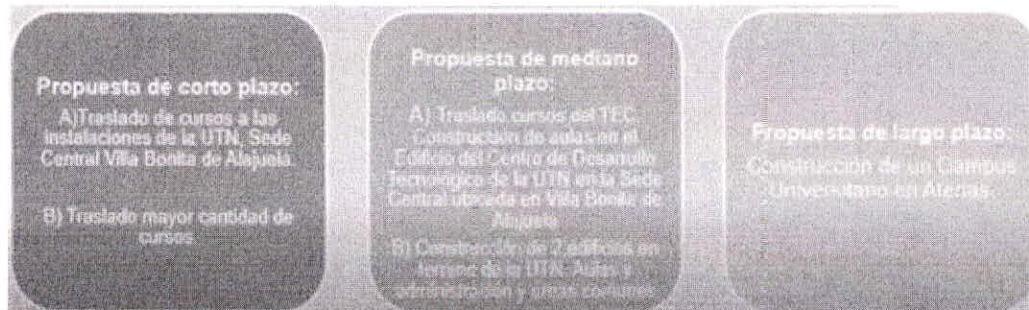 Propuesta de corto plazo:
A)Traslado de cursos a las
instalaciones de la UTN, Sede
Central Villa Bonita de Alajuela.
B) Traslado mayor cantidad de
cursos.
Propuesta de mediano
plazo:
A) Traslado cursos del TEC.
Construcción de aulas en el
Edificio del Centro de Desarrollo
Tecnológico de la UTN en la Sede
Central ubicada en Villa Bonita de
Alajuela
B) Construcción de 2 edificios en
terreno de la UTN. Aulas y
administración y zonas comunes
Propuesta de largo plazo:
Construcción de un Campus
Universitario en Atenas.